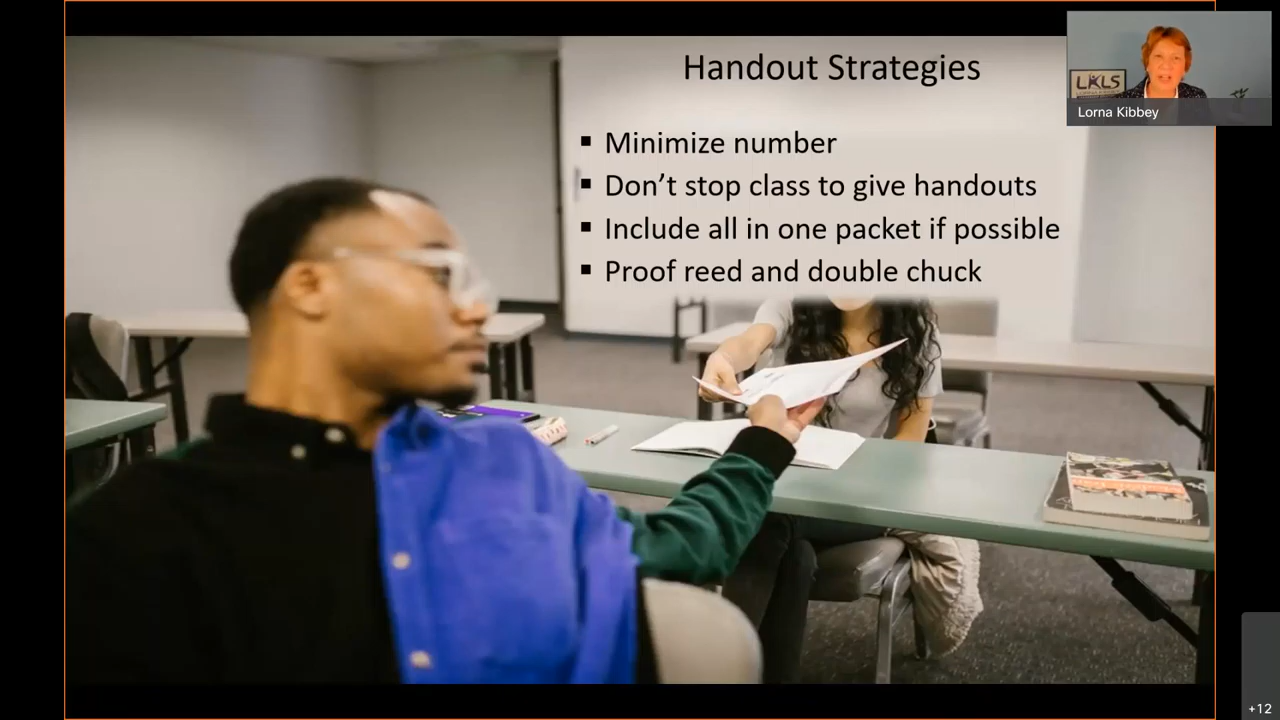 Handout Strategies
LKLS
Lorna Kibbey
▪ Minimize number
▪ Don't stop class to give handouts
▪ Include all in one packet if possible
▪ Proof reed and double chuck
+12